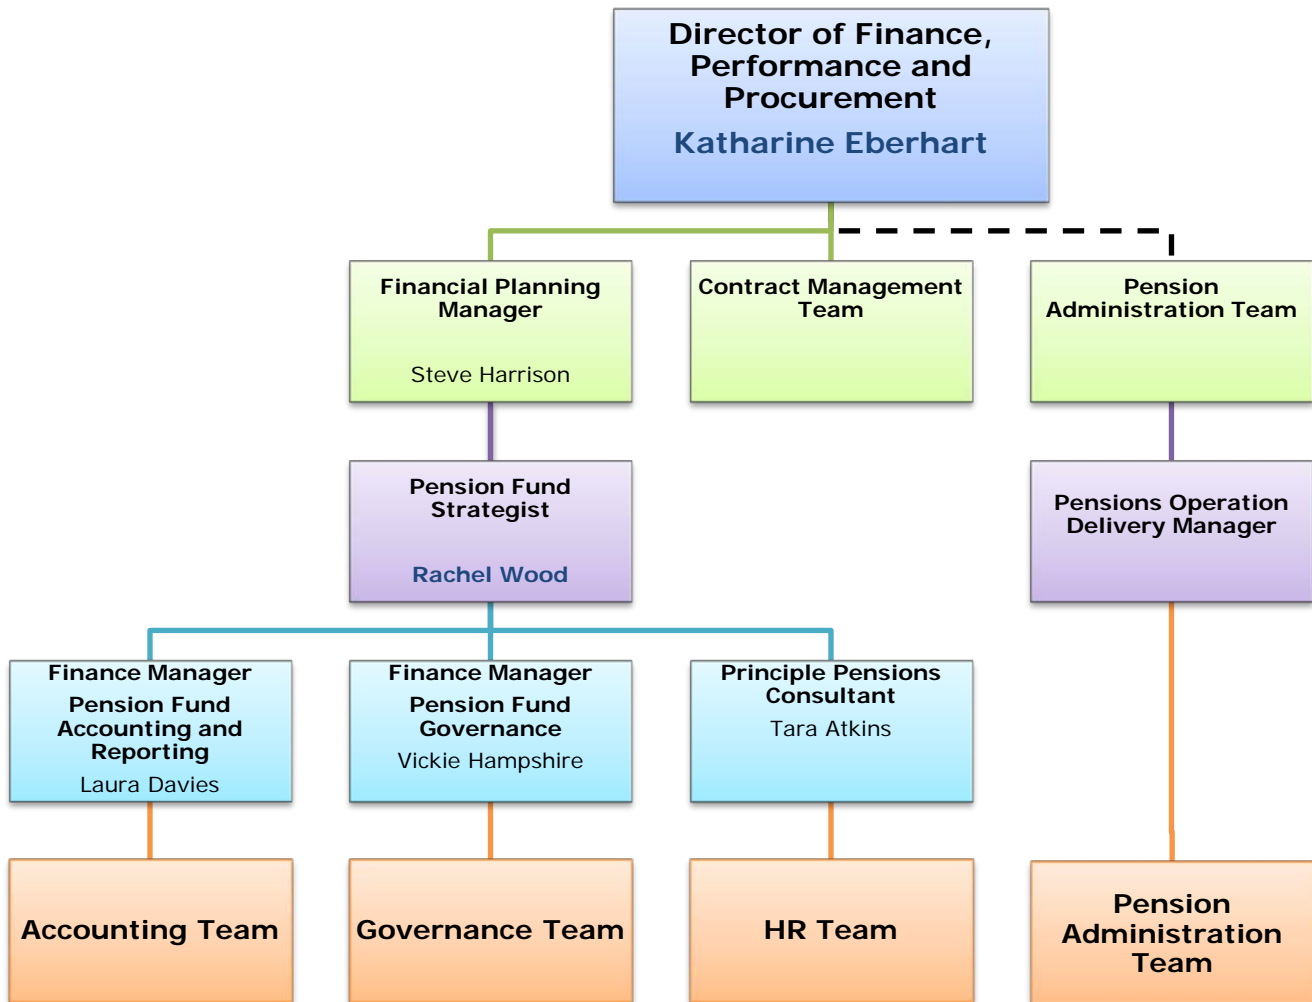 Director of Finance,
Performance and
Procurement
Katharine Eberhart
Financial Planning
Manager
Steve Harrison
Contract Management
Team
Pension
Administration Team
Pension Fund
Strategist
Rachel Wood
Pensions Operation
Delivery Manager
Finance Manager
Pension Fund
Accounting and
Reporting
Laura Davies
Finance Manager
Pension Fund
Governance
Vickie Hampshire
Principle Pensions
Consultant
Tara Atkins
Accounting Team
Governance Team
HR Team
Pension
Administration
Team